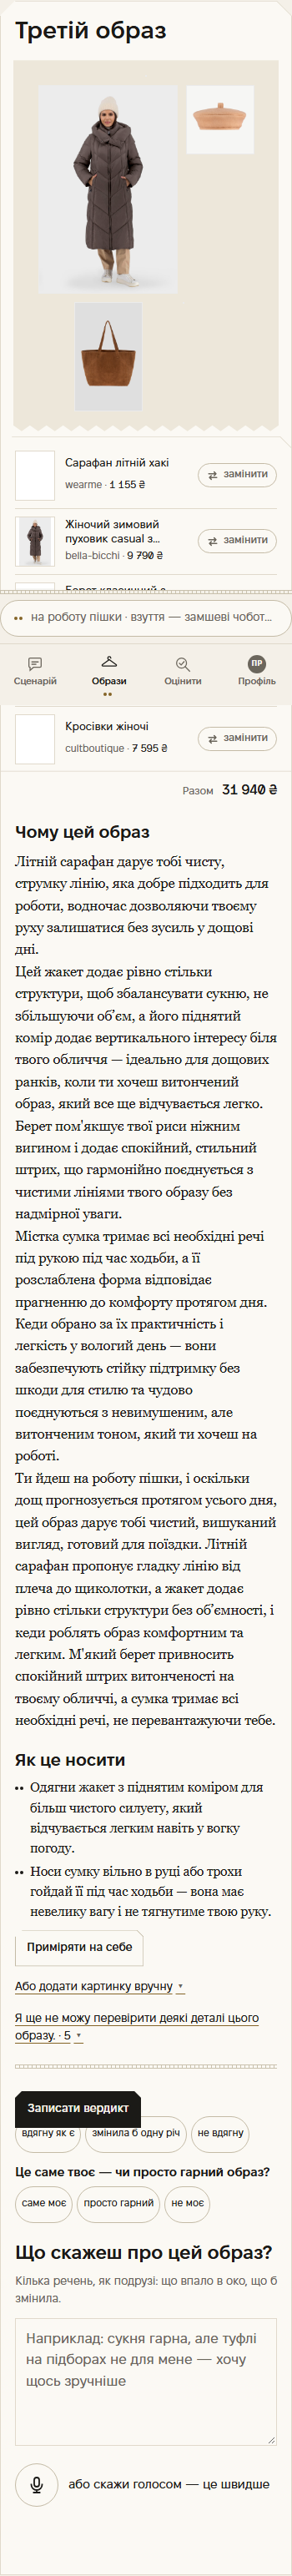 Третій образ
Сарафан літній хакі
wearme · 1 155 ₴
замінити
Жіночий зимовий
пуховик casual з...
bella-bicchi · 9 790 ₴
замінити
на роботу пішки · взуття — замшеві чобот...
Сценарій
Образи
Оцінити
ПР
Профіль
Кросівки жіночі
cultboutique · 7 595 ₴
замінити
Разом 31 940 ₴
Чому цей образ
Літній сарафан дарує тобі чисту,
струмку лінію, яка добре підходить для
роботи, водночас дозволяючи твоєму
руху залишатися без зусиль у дощові
дні.
Цей жакет додає рівно стільки
структури, щоб збалансувати сукню, не
збільшуючи об'єм, а його піднятий
комір додає вертикального інтересу біля
твого обличчя — ідеально для дощових
ранків, коли ти хочеш витончений
образ, який все ще відчувається легко.
Берет пом'якшує твої риси ніжним
вигином і додає спокійний, стильний
штрих, що гармонійно поєднується з
чистими лініями твого образу без
надмірної уваги.
Містка сумка тримає всі необхідні речі
під рукою під час ходьби, а її
розслаблена форма відповідає
прагненню до комфорту протягом дня.
Кеди обрано за їх практичність і
легкість у вологий день — вони
забезпечують стійку підтримку без
шкоди для стилю та чудово
поєднуються з невимушеним, але
витонченим тоном, який ти хочеш на
роботі.
Ти йдеш на роботу пішки, і оскільки
дощ прогнозується протягом усього дня,
цей образ дарує тобі чистий, вишуканий
вигляд, готовий для поїздки. Літній
сарафан пропонує гладку лінію від
плеча до щиколотки, а жакет додає
рівно стільки структури без об'ємності, і
кеди роблять образ комфортним та
легким. М'який берет привносить
спокійний штрих витонченості на
твоєму обличчі, а сумка тримає всі
необхідні речі, не перевантажуючи тебе.
Як це носити
Одягни жакет з піднятим коміром для
більш чистого силуету, який
відчувається легким навіть у вогку
погоду.
Носи сумку вільно в руці або трохи
гойдай її під час ходьби — вона має
невелику вагу і не тягнутиме твою руку.
Приміряти на себе
Або додати картинку вручну
Я ще не можу перевірити деякі деталі цього
образу. · 5
Записати вердикт
вдягну як є
змінила б одну річ
не вдягну
Це саме твоє — чи просто гарний образ?
саме моє
просто гарний
не моє
Що скажеш про цей образ?
Кілька речень, як подрузі: що впало в око, що б
змінила.
Наприклад: сукня гарна, але туфлі
на підборах не для мене — хочу
щось зручніше
або скажи голосом — це швидше